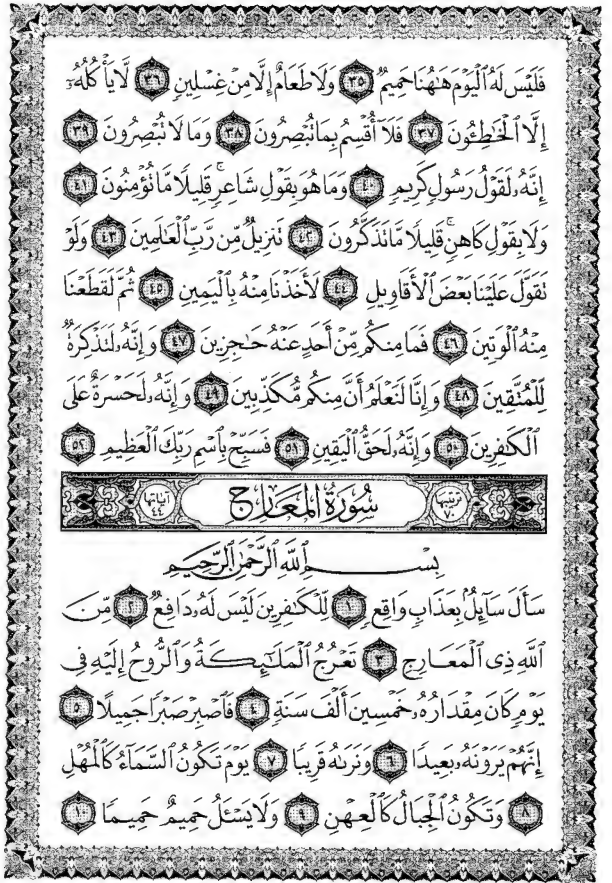 فَلَيْسَ لَهُ ٱلْيَوْمَ هَٰهُنَا حَمِيمٌ ٣٥ وَلَا طَعَامٌ إِلَّا مِنْ غِسْلِينٍ ٣٦ لَّا يَأْكُلُهُۥٓ
إِلَّا ٱلْخَٰطِـُٔونَ ٣٧ فَلَآ أُقْسِمُ بِمَا تُبْصِرُونَ ٣٨ وَمَا لَا تُبْصِرُونَ ٣٩
إِنَّهُۥ لَقَوْلُ رَسُولٍ كَرِيمٍ ٤٠ وَمَا هُوَ بِقَوْلِ شَاعِرٍ ۚ قَلِيلًا مَّا تُؤْمِنُونَ ٤١
وَلَا بِقَوْلِ كَاهِنٍ ۚ قَلِيلًا مَّا تَذَكَّرُونَ ٤٢ تَنزِيلٌ مِّن رَّبِّ ٱلْعَٰلَمِينَ ٤٣ وَلَوْ
تَقَوَّلَ عَلَيْنَا بَعْضَ ٱلْأَقَاوِيلِ ٤٤ لَأَخَذْنَا مِنْهُ بِٱلْيَمِينِ ٤٥ ثُمَّ لَقَطَعْنَا
مِنْهُ ٱلْوَتِينَ ٤٦ فَمَا مِنكُم مِّنْ أَحَدٍ عَنْهُ حَٰجِزِينَ ٤٧ وَإِنَّهُۥ لَتَذْكِرَةٌ
لِّلْمُتَّقِينَ ٤٨ وَإِنَّا لَنَعْلَمُ أَنَّ مِنكُم مُّكَذِّبِينَ ٤٩ وَإِنَّهُۥ لَحَسْرَةٌ عَلَى
ٱلْكَٰفِرِينَ ٥٠ وَإِنَّهُۥ لَحَقُّ ٱلْيَقِينِ ٥١ فَسَبِّحْ بِٱسْمِ رَبِّكَ ٱلْعَظِيمِ ٥٢
ترتيبها ٧٠ سُورَةُ المَعَارِجِ آياتها ٤٤
بِسْمِ ٱللَّهِ ٱلرَّحْمَٰنِ ٱلرَّحِيمِ
سَأَلَ سَآئِلٌۢ بِعَذَابٍ وَاقِعٍ ١ لِّلْكَٰفِرِينَ لَيْسَ لَهُۥ دَافِعٌ ٢ مِّنَ
ٱللَّهِ ذِى ٱلْمَعَارِجِ ٣ تَعْرُجُ ٱلْمَلَٰٓئِكَةُ وَٱلرُّوحُ إِلَيْهِ فِى
يَوْمٍ كَانَ مِقْدَارُهُۥ خَمْسِينَ أَلْفَ سَنَةٍ ٤ فَٱصْبِرْ صَبْرًا جَمِيلًا ٥
إِنَّهُمْ يَرَوْنَهُۥ بَعِيدًا ٦ وَنَرَىٰهُ قَرِيبًا ٧ يَوْمَ تَكُونُ ٱلسَّمَآءُ كَٱلْمُهْلِ
٨ وَتَكُونُ ٱلْجِبَالُ كَٱلْعِهْنِ ٩ وَلَا يَسْـَٔلُ حَمِيمٌ حَمِيمًا ١٠